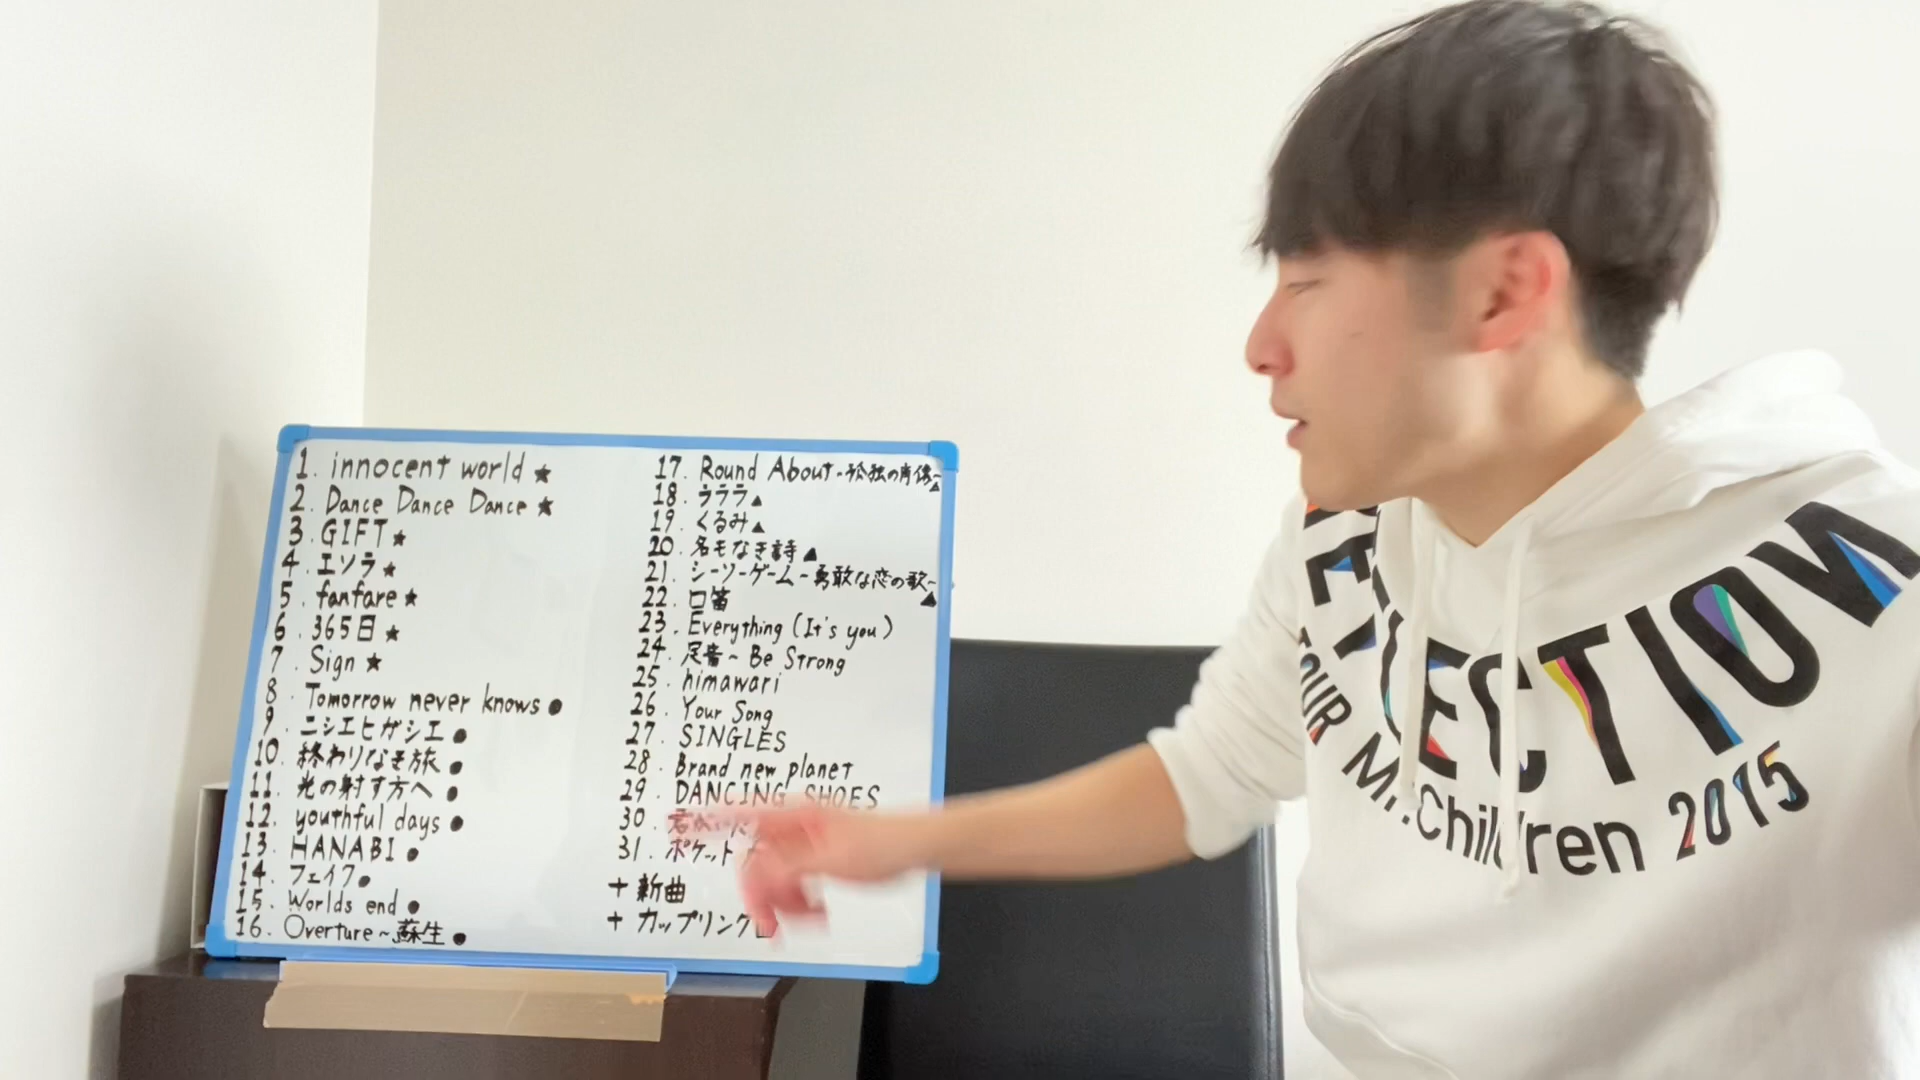 1. innocent world ★
2. Dance Dance Dance ★
3. GIFT ★
4. エソラ ★
5. fanfare ★
6. 365日 ★
7. Sign ★
8. Tomorrow never knows ●
9. ニシエヒガシエ ●
10. 終わりなき旅 ●
11. 光の射す方へ ●
12. youthful days ●
13. HANABI ●
14. フェイク ●
15. Worlds end ●
16. Overture~蘇生 ●
17. Round About-孤独の肖像~▲
18. ラララ▲
19. くるみ▲
20. 名もなき詩▲
21. シーソーゲーム~勇敢な恋の歌~▲
22. 口笛
23. Everything (It's you)
24. 足音~ Be Strong
25. himawari
26. Your Song
27. SINGLES
28. Brand new planet
29. DANCING SHOES
30. 君が
31. ポケット
+ 新曲
+ カップリング
TOUR Mr.Children 2015